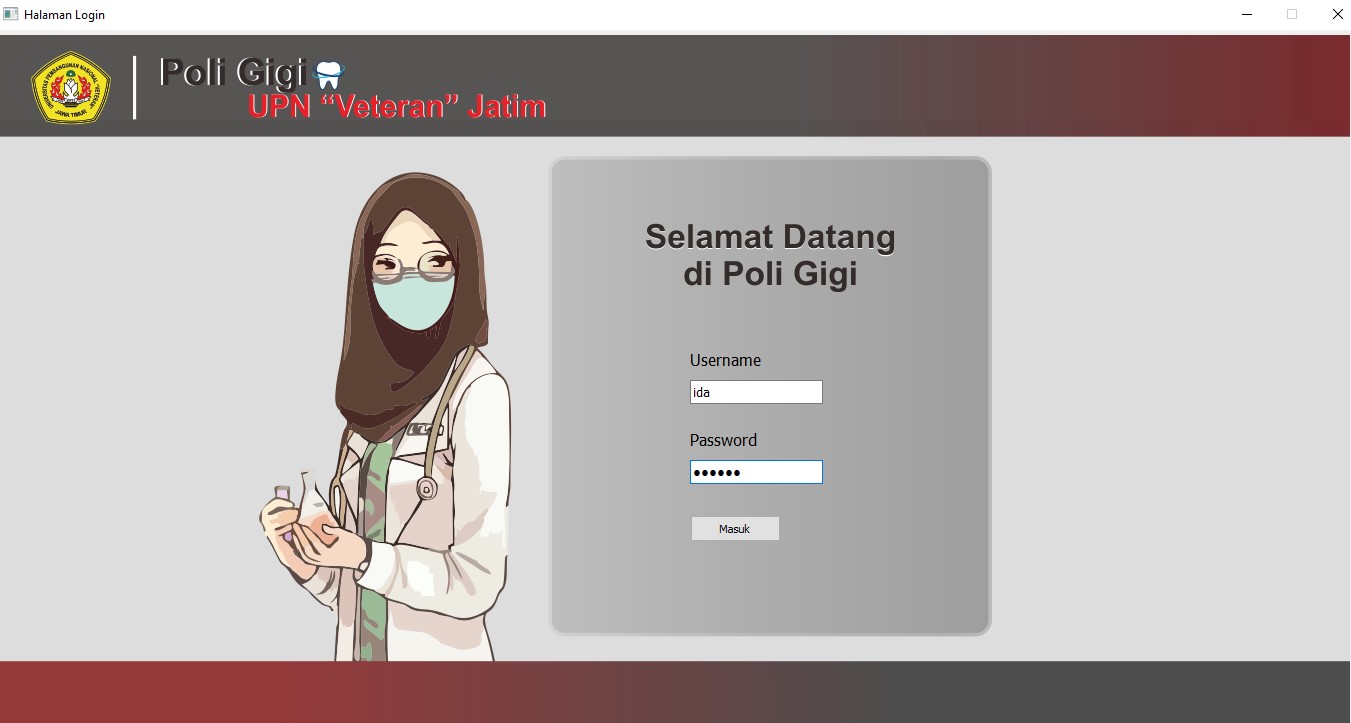 Halaman Login
UNIVERSITAS PEMBANGUNAN NASIONAL "VETERAN"
JAWA TIMUR
Poli Gigi
UPN “Veteran” Jatim
Selamat Datang
di Poli Gigi
Username
ida
Password
●●●●●●
Masuk